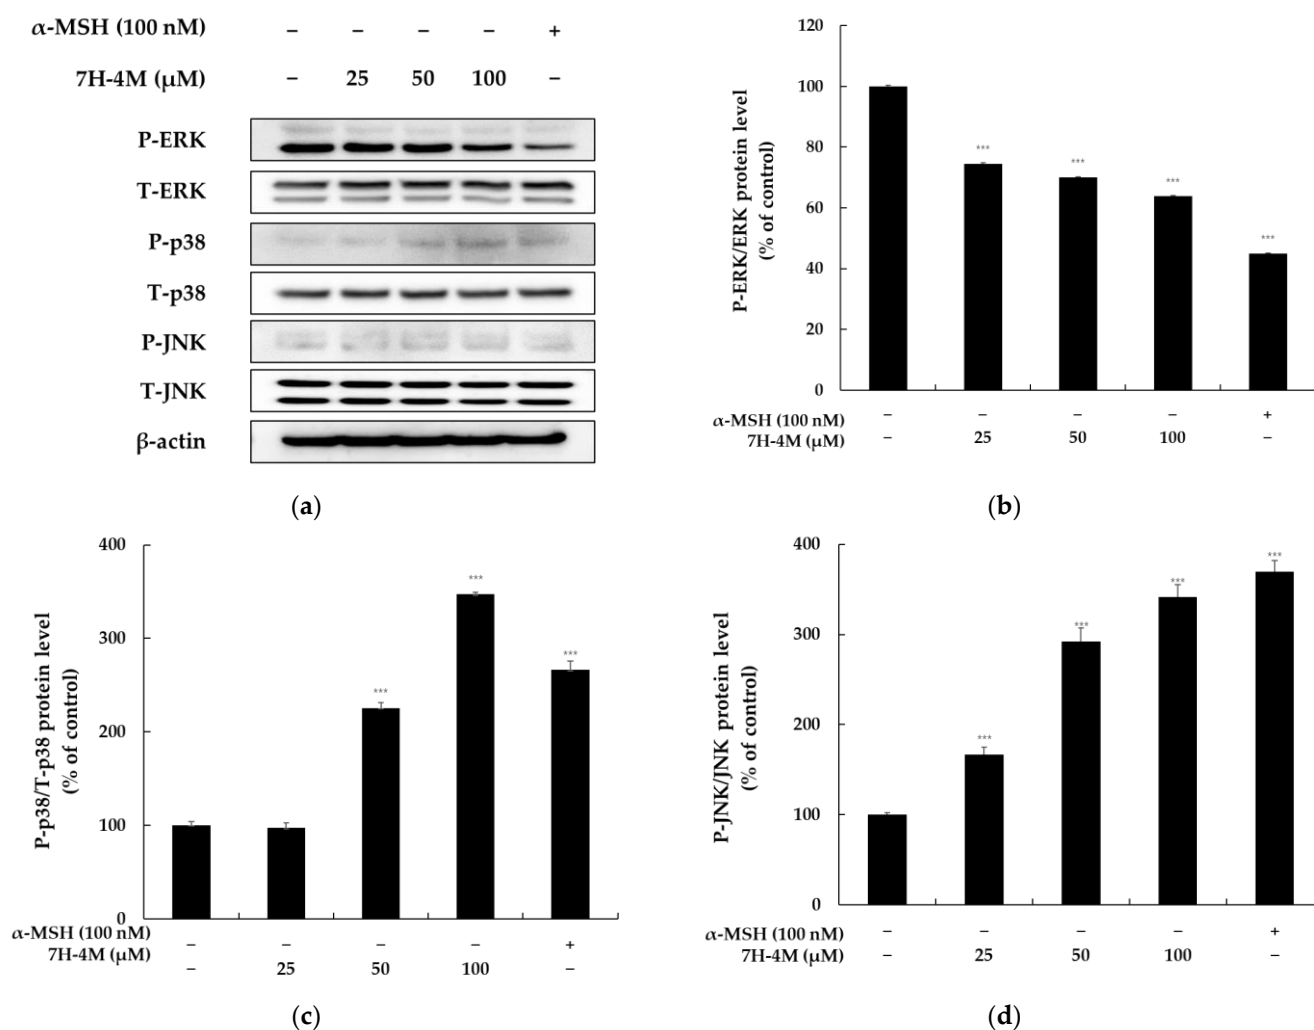 α-MSH (100 nM) – – – – +
7H-4M (μM) – 25 50 100 –
P-ERK
T-ERK
P-p38
T-p38
P-JNK
T-JNK
β-actin
(a)
P-ERK/ERK protein level
(% of control)
120
100
80
60
40
20
0
***
***
***
***
α-MSH (100 nM) – – – – +
7H-4M (μM) – 25 50 100 –
(b)
P-p38/T-p38 protein level
(% of control)
400
300
200
100
0
***
***
***
α-MSH (100 nM) – – – – +
7H-4M (μM) – 25 50 100 –
(c)
P-JNK/JNK protein level
(% of control)
400
300
200
100
0
***
***
***
***
α-MSH (100 nM) – – – – +
7H-4M (μM) – 25 50 100 –
(d)